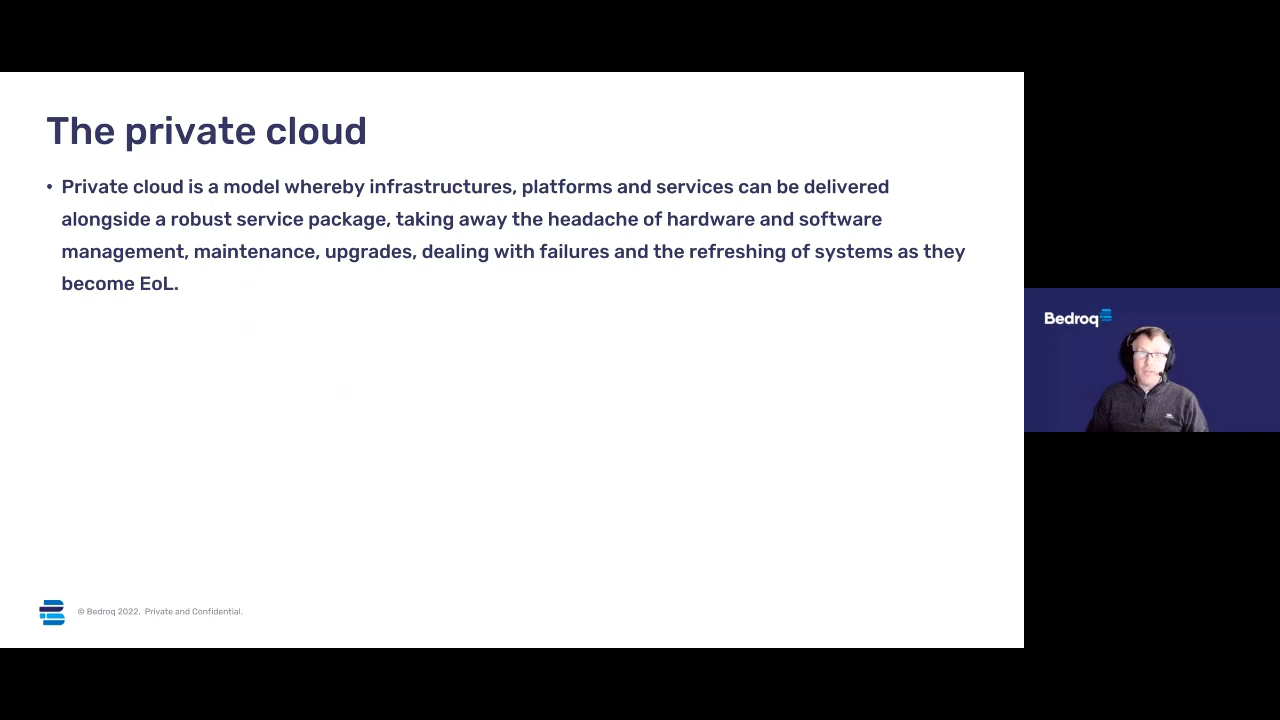 The private cloud
• Private cloud is a model whereby infrastructures, platforms and services can be delivered
alongside a robust service package, taking away the headache of hardware and software
management, maintenance, upgrades, dealing with failures and the refreshing of systems as they
become EoL.
Bedroq
© Bedroq 2022. Private and Confidential.